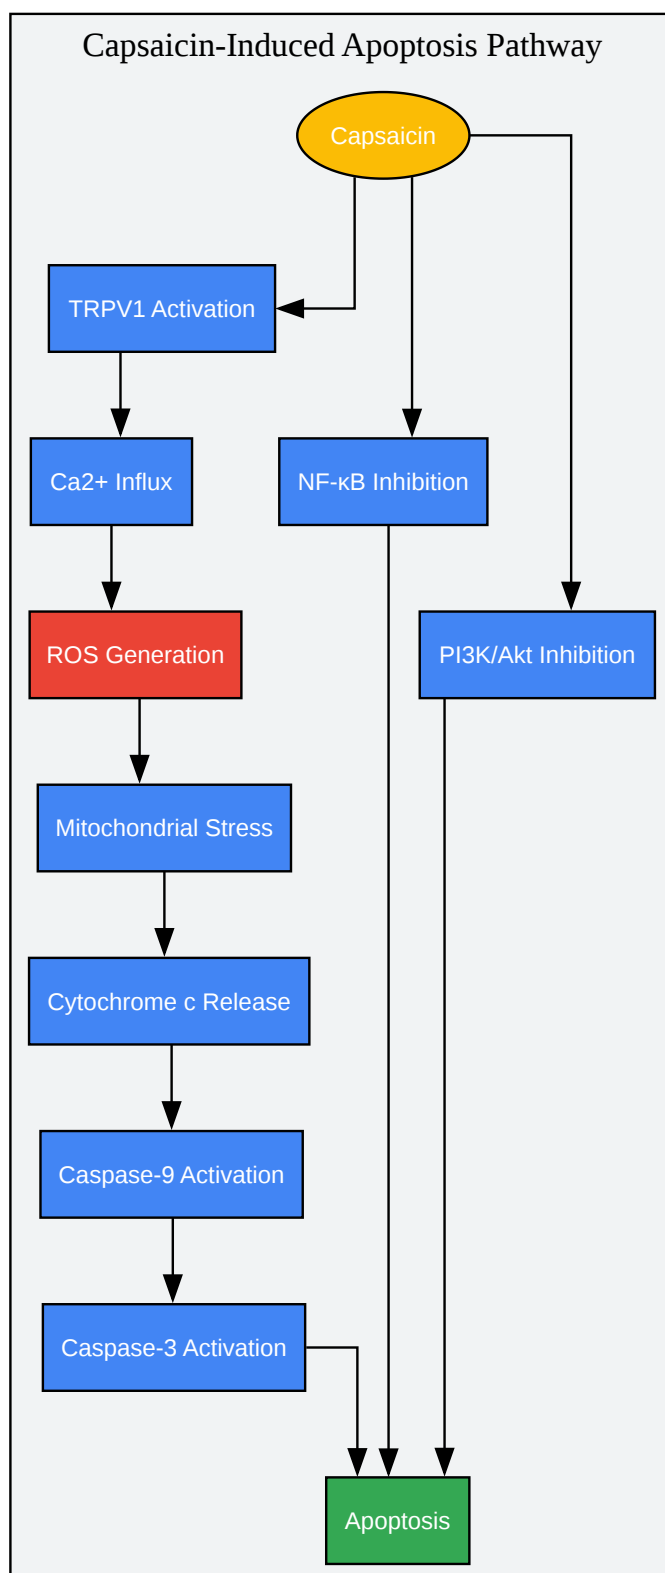 Capsaicin-Induced Apoptosis Pathway
Capsaicin
TRPV1 Activation
Ca2+ Influx
NF-κB Inhibition
ROS Generation
PI3K/Akt Inhibition
Mitochondrial Stress
Cytochrome c Release
Caspase-9 Activation
Caspase-3 Activation
Apoptosis